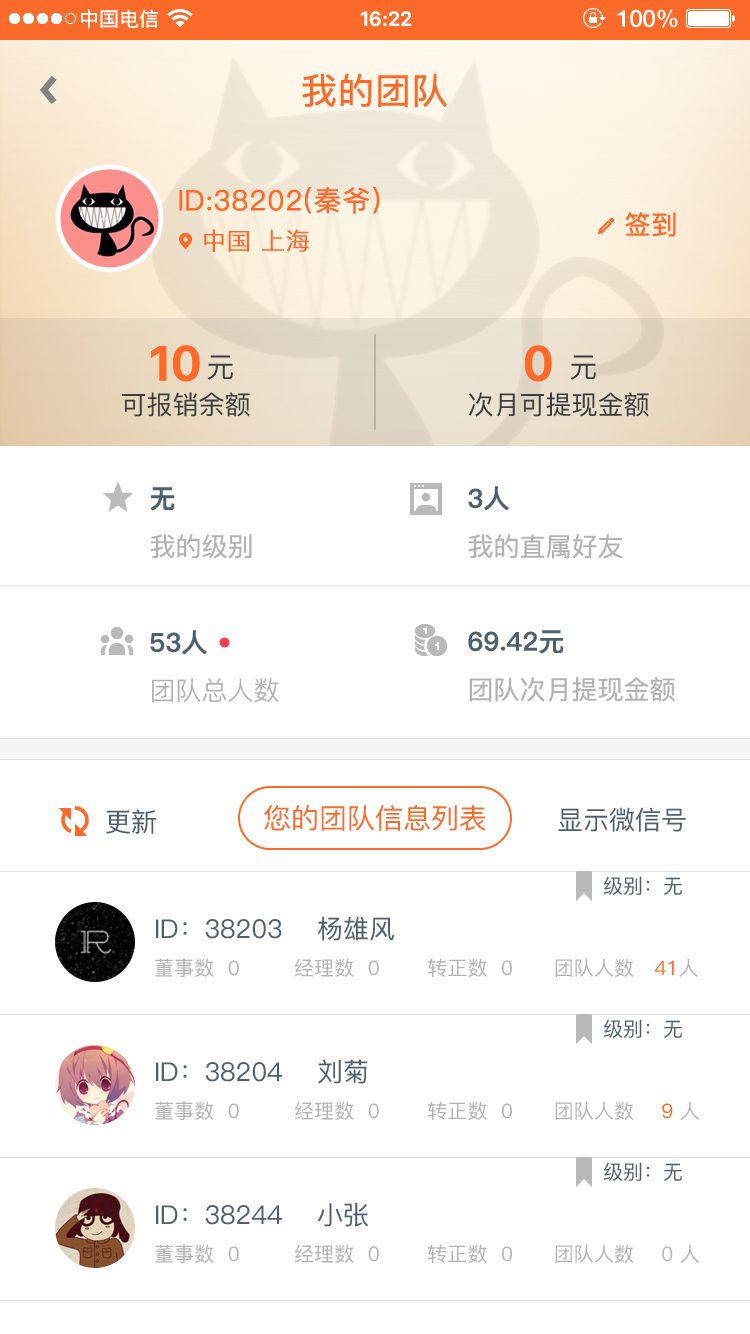 中国电信 16:22 100%
我的团队
ID:38202(秦爷)
中国 上海
签到
10元 0 元
可报销余额 次月可提现金额
无 3人
我的级别 我的直属好友
53人 69.42元
团队总人数 团队次月提现金额
更新 您的团队信息列表 显示微信号
级别：无
ID：38203 杨雄风
董事数 0 经理数 0 转正数 0 团队人数 41人
级别：无
ID：38204 刘菊
董事数 0 经理数 0 转正数 0 团队人数 9 人
级别：无
ID：38244 小张
董事数 0 经理数 0 转正数 0 团队人数 0 人